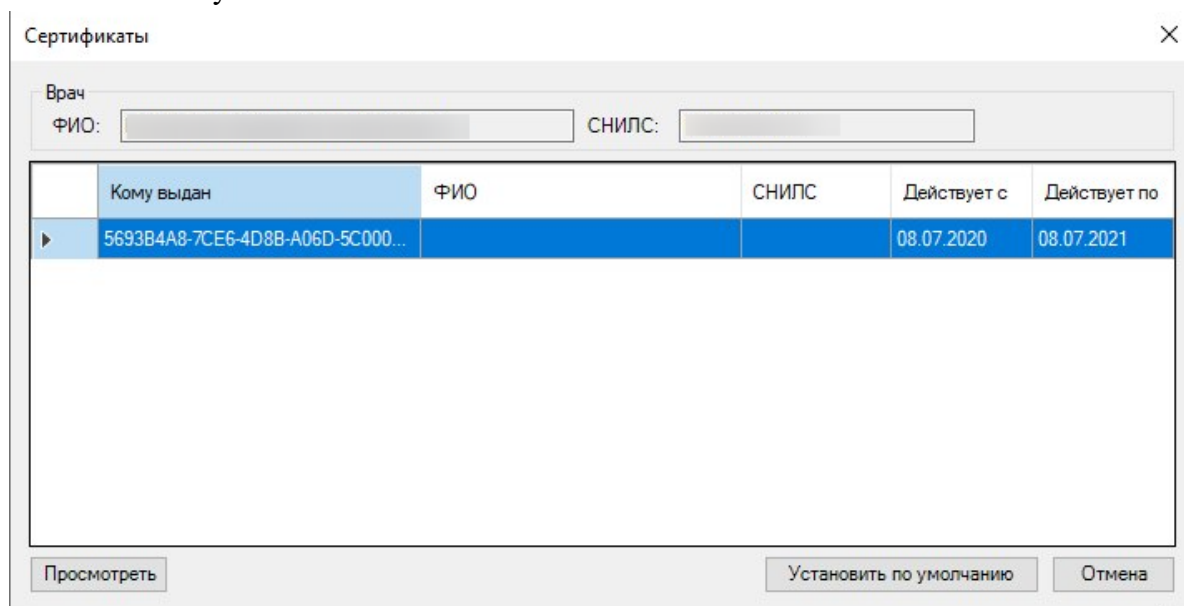 Сертификаты
Врач
ФИО: СНИЛС:
Кому выдан ФИО СНИЛС Действует с Действует по
5693B4A8-7CE6-4D8B-A06D-5C000... 08.07.2020 08.07.2021
Просмотреть Установить по умолчанию Отмена